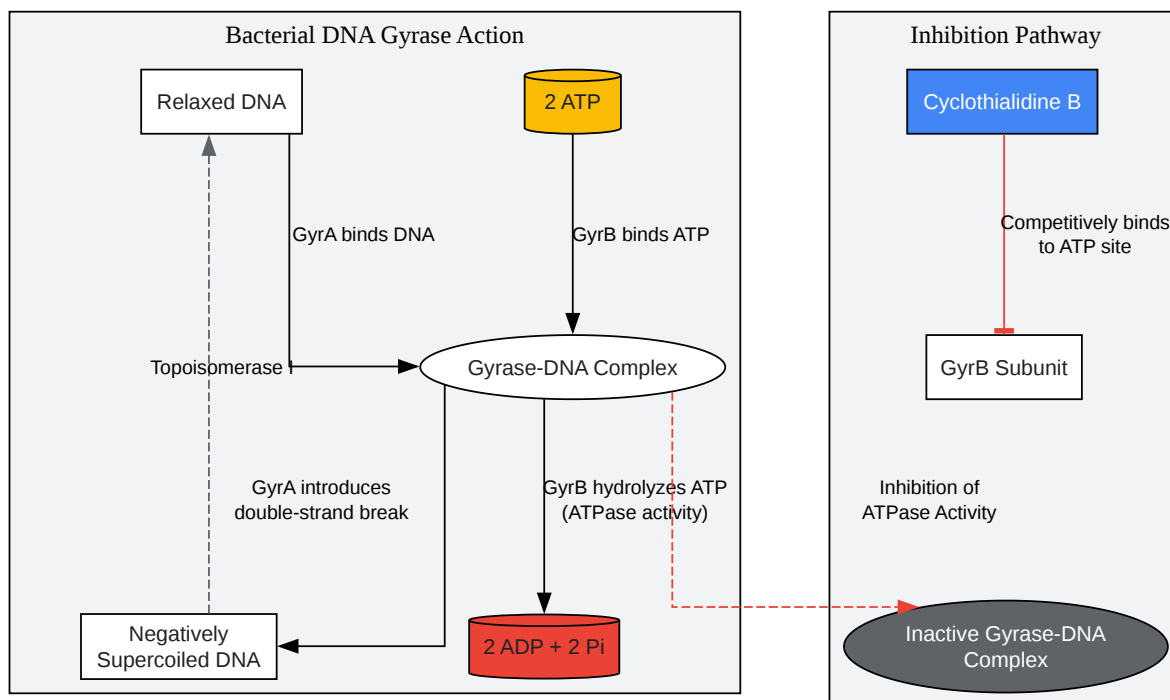 Bacterial DNA Gyrase Action
Inhibition Pathway
Relaxed DNA
2 ATP
Cyclothialidine B
GyrA binds DNA
GyrB binds ATP
Competitively binds
to ATP site
Topoisomerase I
Gyrase-DNA Complex
GyrB Subunit
GyrA introduces
double-strand break
GyrB hydrolyzes ATP
(ATPase activity)
Inhibition of
ATPase Activity
Negatively
Supercoiled DNA
2 ADP + 2 Pi
Inactive Gyrase-DNA
Complex